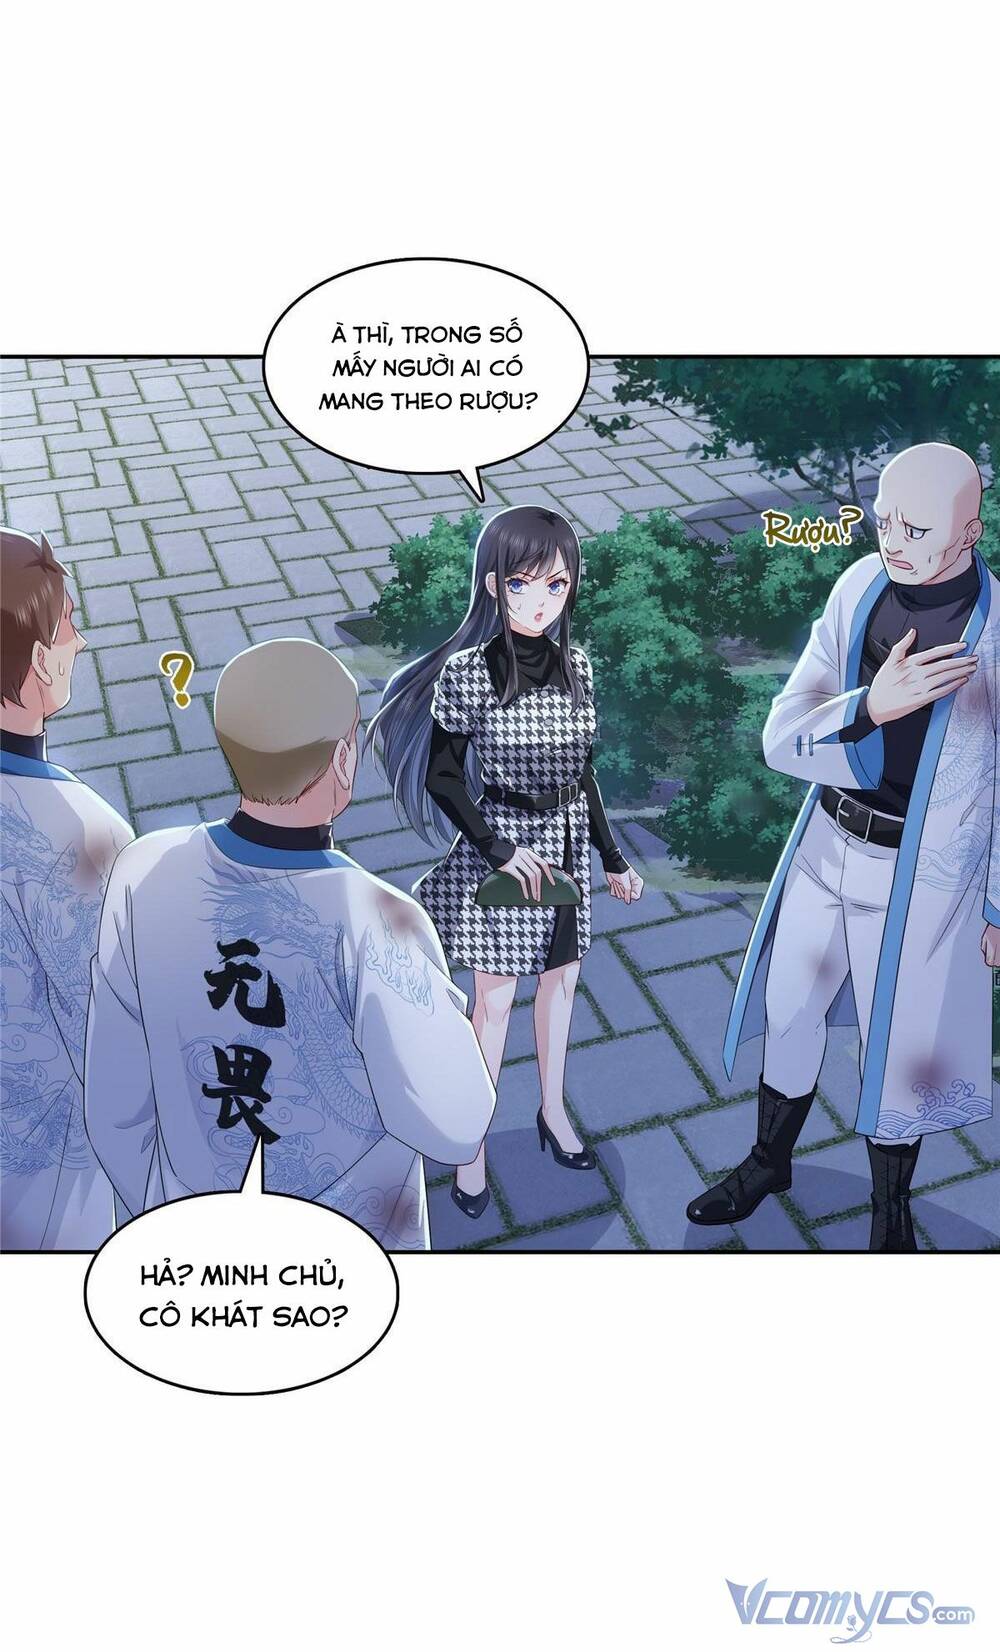 À THÌ, TRONG SỐ
MẤY NGƯỜI AI CÓ
MANG THEO RƯỢU?
Rượu?
?
无
畏
HẢ? MINH CHỦ,
CÔ KHÁT SAO?
Vcomycs.com